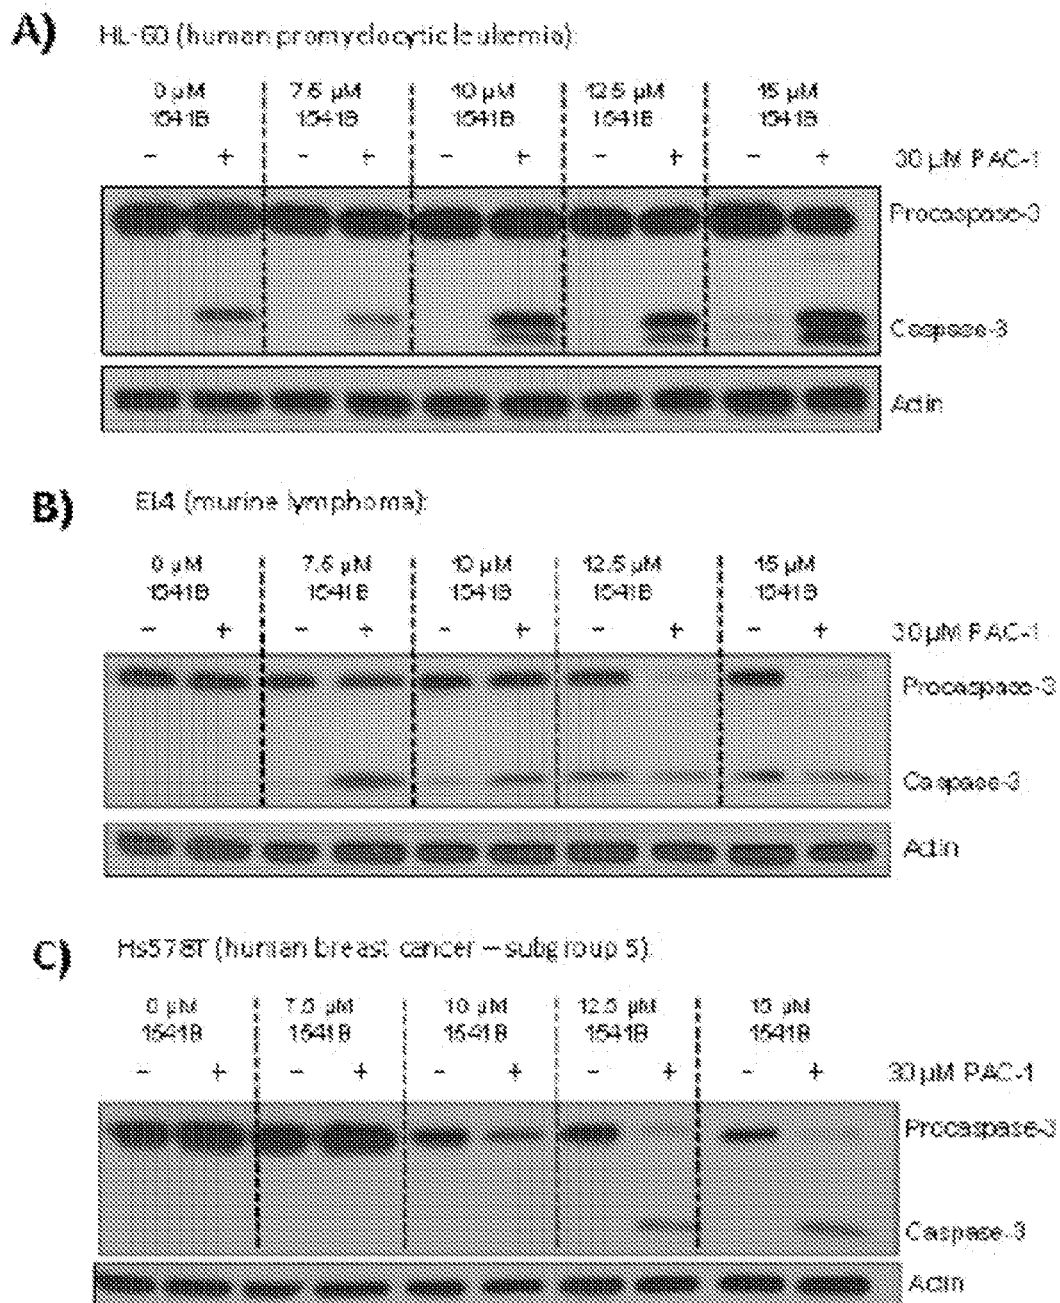 A) HL-60 (human promyelocytic leukemia):
0 µM 7.5 µM 10 µM 12.5 µM 15 µM
1541B 1541B 1541B 1541B 1541B
– + – + – + – + – + 30 µM PAC-1
Procaspase-3
Caspase-3
Actin
B) EL4 (murine lymphoma):
0 µM 7.5 µM 10 µM 12.5 µM 15 µM
1541B 1541B 1541B 1541B 1541B
– + – + – + – + – + 30 µM PAC-1
Procaspase-3
Caspase-3
Actin
C) Hs578T (human breast cancer – subgroup 5):
0 µM 7.5 µM 10 µM 12.5 µM 15 µM
1541B 1541B 1541B 1541B 1541B
– + – + – + – + – + 30 µM PAC-1
Procaspase-3
Caspase-3
Actin